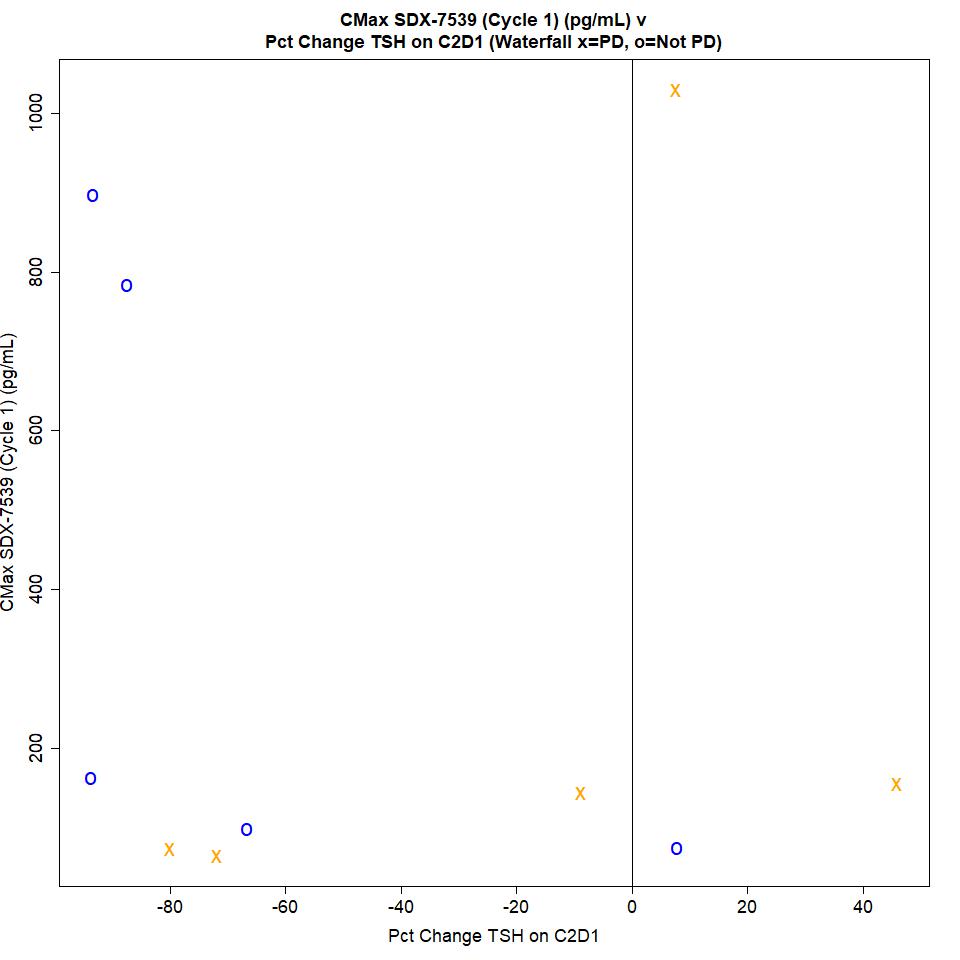 CMax SDX-7539 (Cycle 1) (pg/mL) v
Pct Change TSH on C2D1 (Waterfall x=PD, o=Not PD)
CMax SDX-7539 (Cycle 1) (pg/mL)
1000
800
600
400
200
X
O
O
O
X
X
O
X
X
O
-80
-60
-40
-20
0
20
40
Pct Change TSH on C2D1